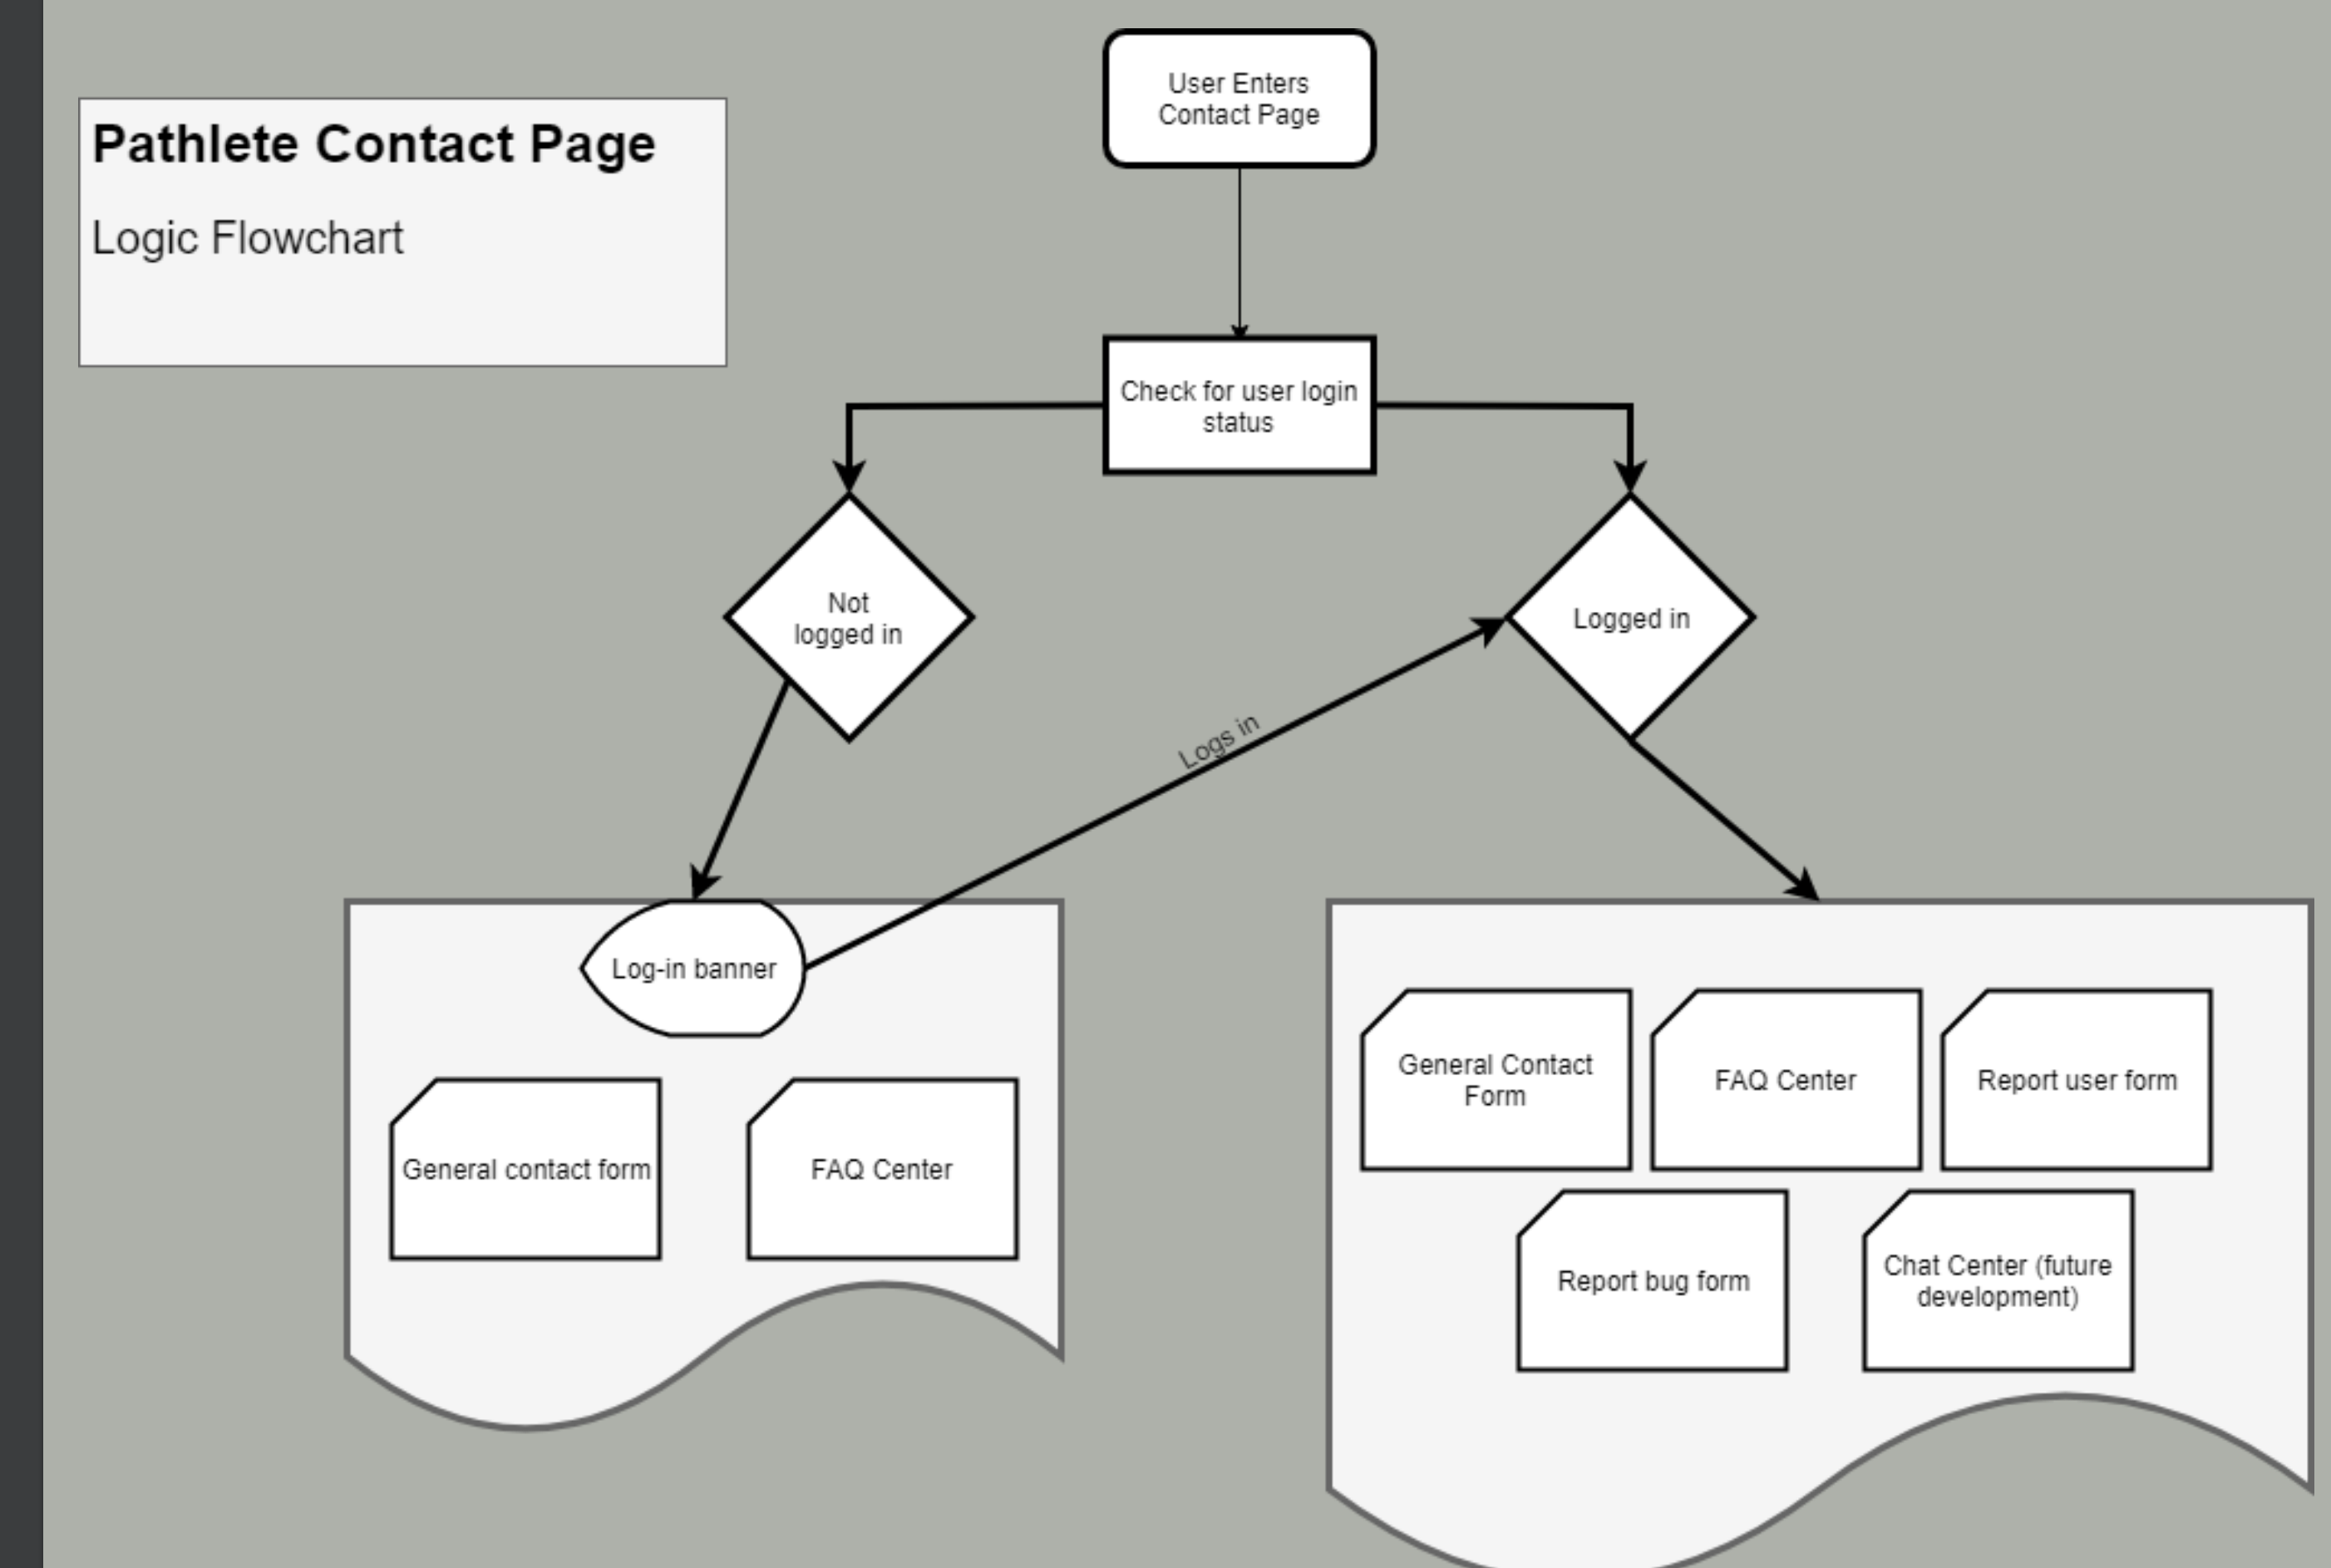 Pathlete Contact Page
Logic Flowchart
User Enters
Contact Page
Check for user login
status
Not
logged in
Logged in
Logs in
Log-in banner
General contact form
FAQ Center
General Contact
Form
FAQ Center
Report user form
Report bug form
Chat Center (future
development)